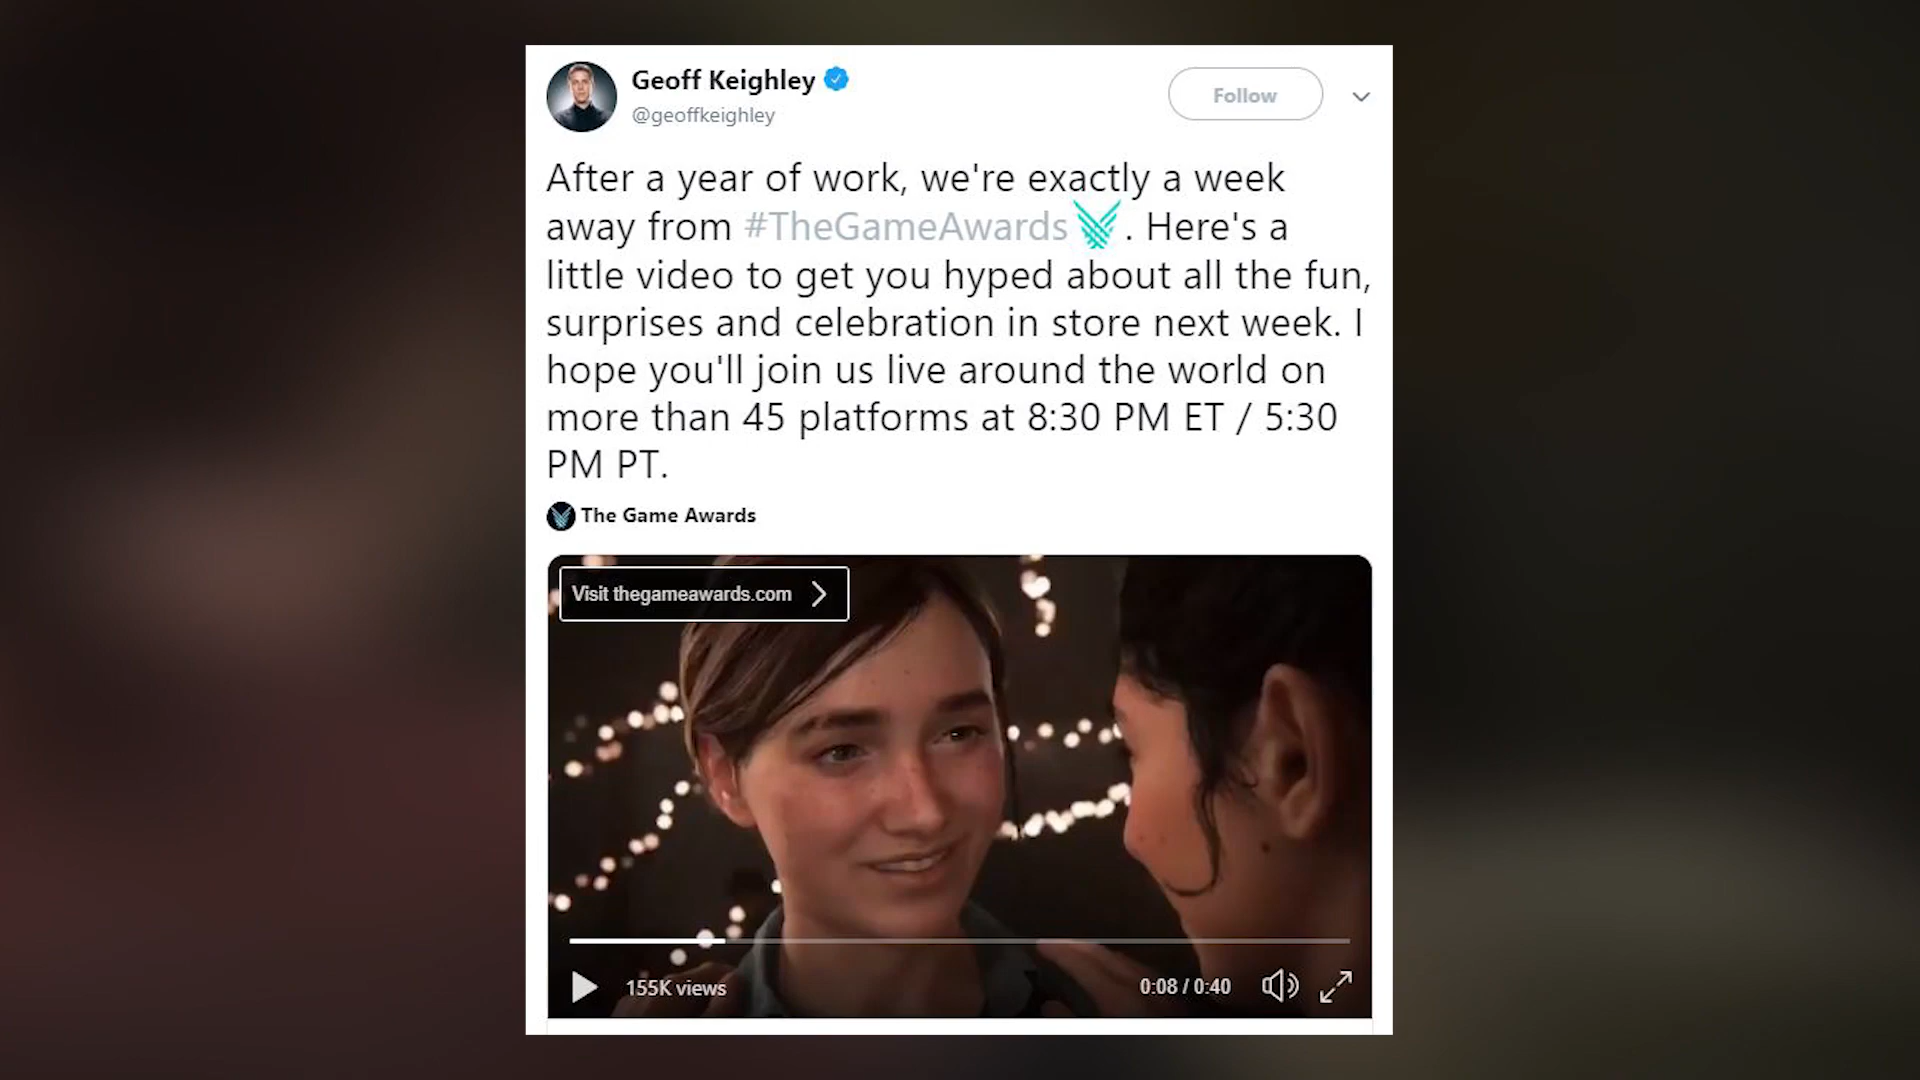 Geoff Keighley
@geoffkeighley
Follow
After a year of work, we're exactly a week
away from #TheGameAwards. Here's a
little video to get you hyped about all the fun,
surprises and celebration in store next week. I
hope you'll join us live around the world on
more than 45 platforms at 8:30 PM ET / 5:30
PM PT.
The Game Awards
Visit thegameawards.com
155K views
0:08 / 0:40